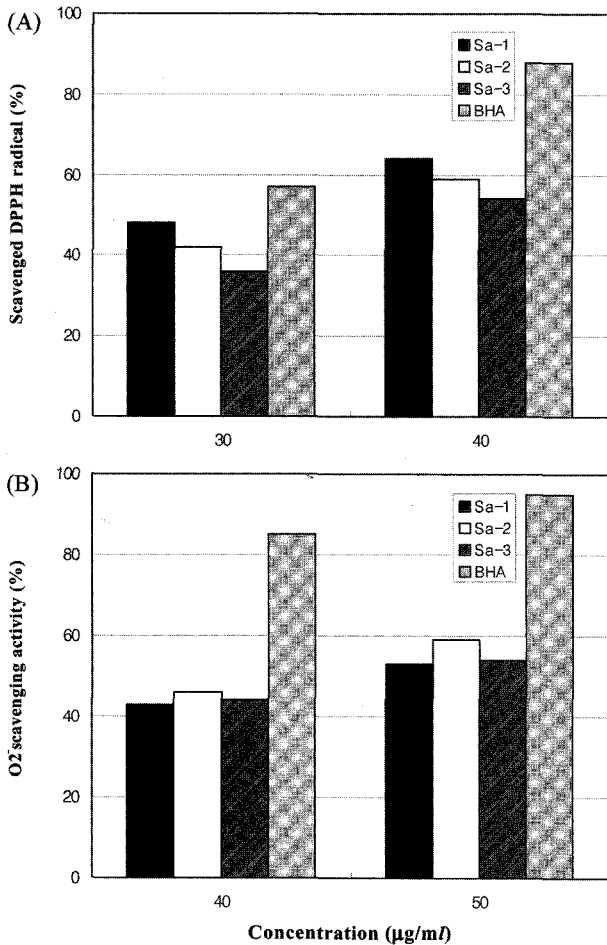 (A)
Scavenged DPPH radical (%)
100
80
60
40
20
0
Sa-1
Sa-2
Sa-3
BHA
30
40
(B)
O2⁻scavenging activity (%)
100
80
60
40
20
0
Sa-1
Sa-2
Sa-3
BHA
40
50
Concentration (μg/ml)